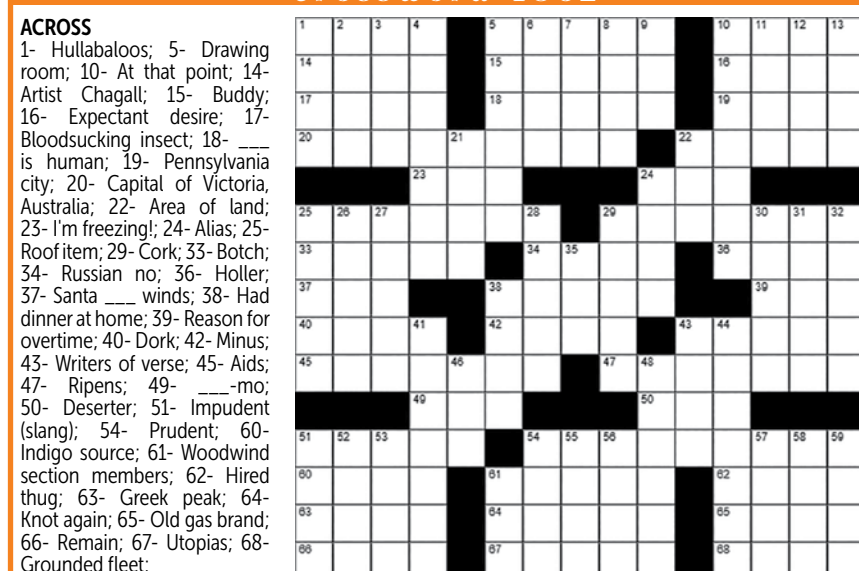 ACROSS
1- Hullabaloos; 5- Drawing
room; 10- At that point; 14-
Artist Chagall; 15- Buddy;
16- Expectant desire; 17-
Bloodsucking insect; 18- ___
is human; 19- Pennsylvania
city; 20- Capital of Victoria,
Australia; 22- Area of land;
23- I'm freezing!; 24- Alias; 25-
Roof item; 29- Cork; 33- Botch;
34- Russian no; 36- Holler;
37- Santa ___ winds; 38- Had
dinner at home; 39- Reason for
overtime; 40- Dork; 42- Minus;
43- Writers of verse; 45- Aids;
47- Ripens; 49- ___-mo;
50- Deserter; 51- Impudent
(slang); 54- Prudent; 60-
Indigo source; 61- Woodwind
section members; 62- Hired
thug; 63- Greek peak; 64-
Knot again; 65- Old gas brand;
66- Remain; 67- Utopias; 68-
Grounded fleet;
1 2 3 4 5 6 7 8 9 10 11 12 13
14 15 16
17 18 19
20 21 22
23 24
25 26 27 28 29 30 31 32
33 34 35 36
37 38 39
40 41 42 43 44
45 46 47 48
49 50
51 52 53 54 55 56 57 58 59
60 61 62
63 64 65
66 67 68